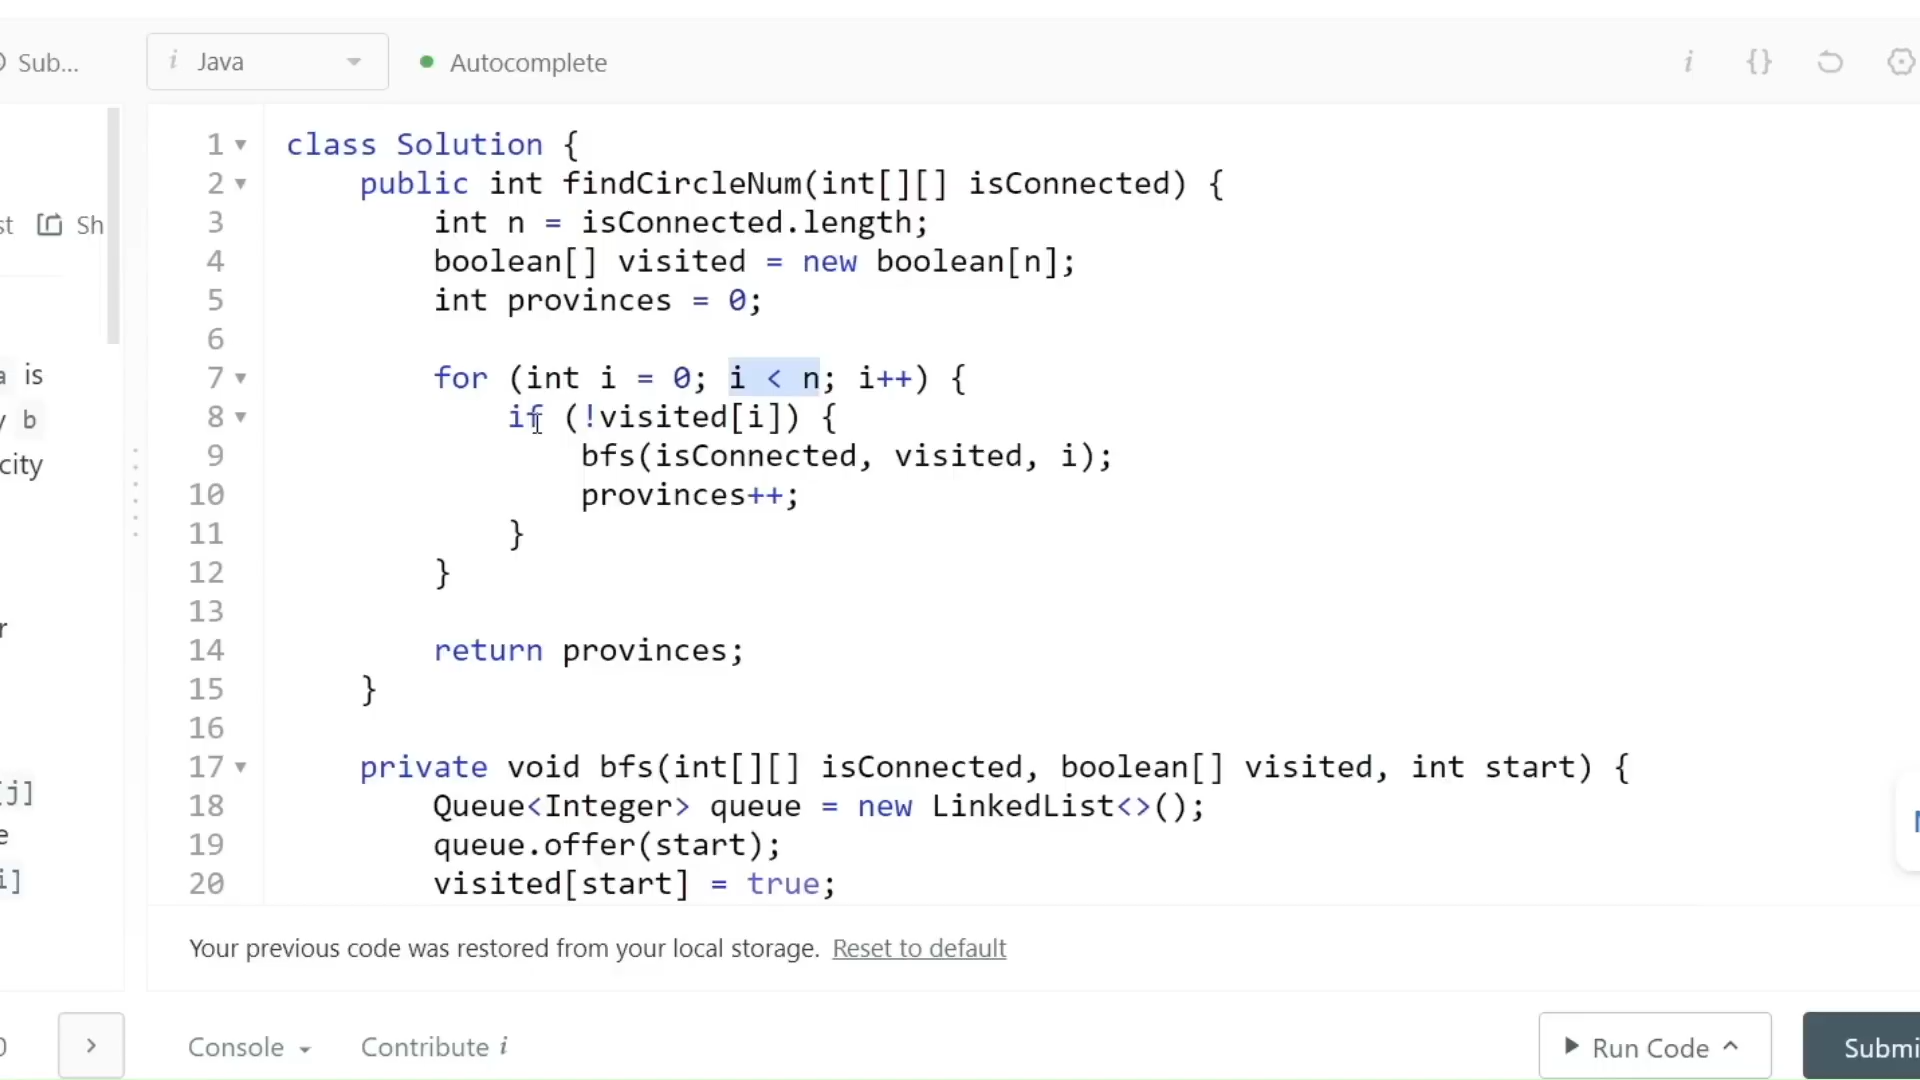 Sub... Java Autocomplete i {}
1 class Solution {
2 public int findCircleNum(int[][] isConnected) {
3 int n = isConnected.length;
4 boolean[] visited = new boolean[n];
5 int provinces = 0;
6
7 for (int i = 0; i < n; i++) {
8 if (!visited[i]) {
9 bfs(isConnected, visited, i);
10 provinces++;
11 }
12 }
13
14 return provinces;
15 }
16
17 private void bfs(int[][] isConnected, boolean[] visited, int start) {
18 Queue<Integer> queue = new LinkedList<>();
19 queue.offer(start);
20 visited[start] = true;
st Sh
a is
y b
city
r
[j]
e
i]
Your previous code was restored from your local storage. Reset to default
Console Contribute i Run Code Submi